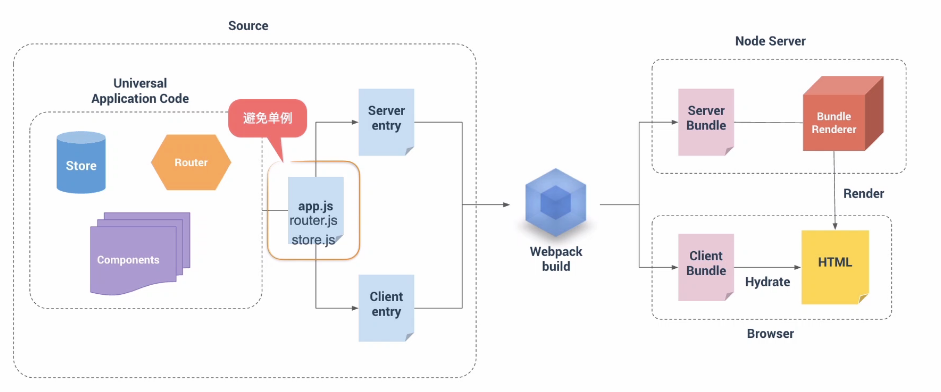 Source
Universal
Application Code
Store
Router
Components
避免单例
app.js
router.js
store.js
Server
entry
Client
entry
Webpack
build
Node Server
Server
Bundle
Bundle
Renderer
Render
Client
Bundle
Hydrate
HTML
Browser